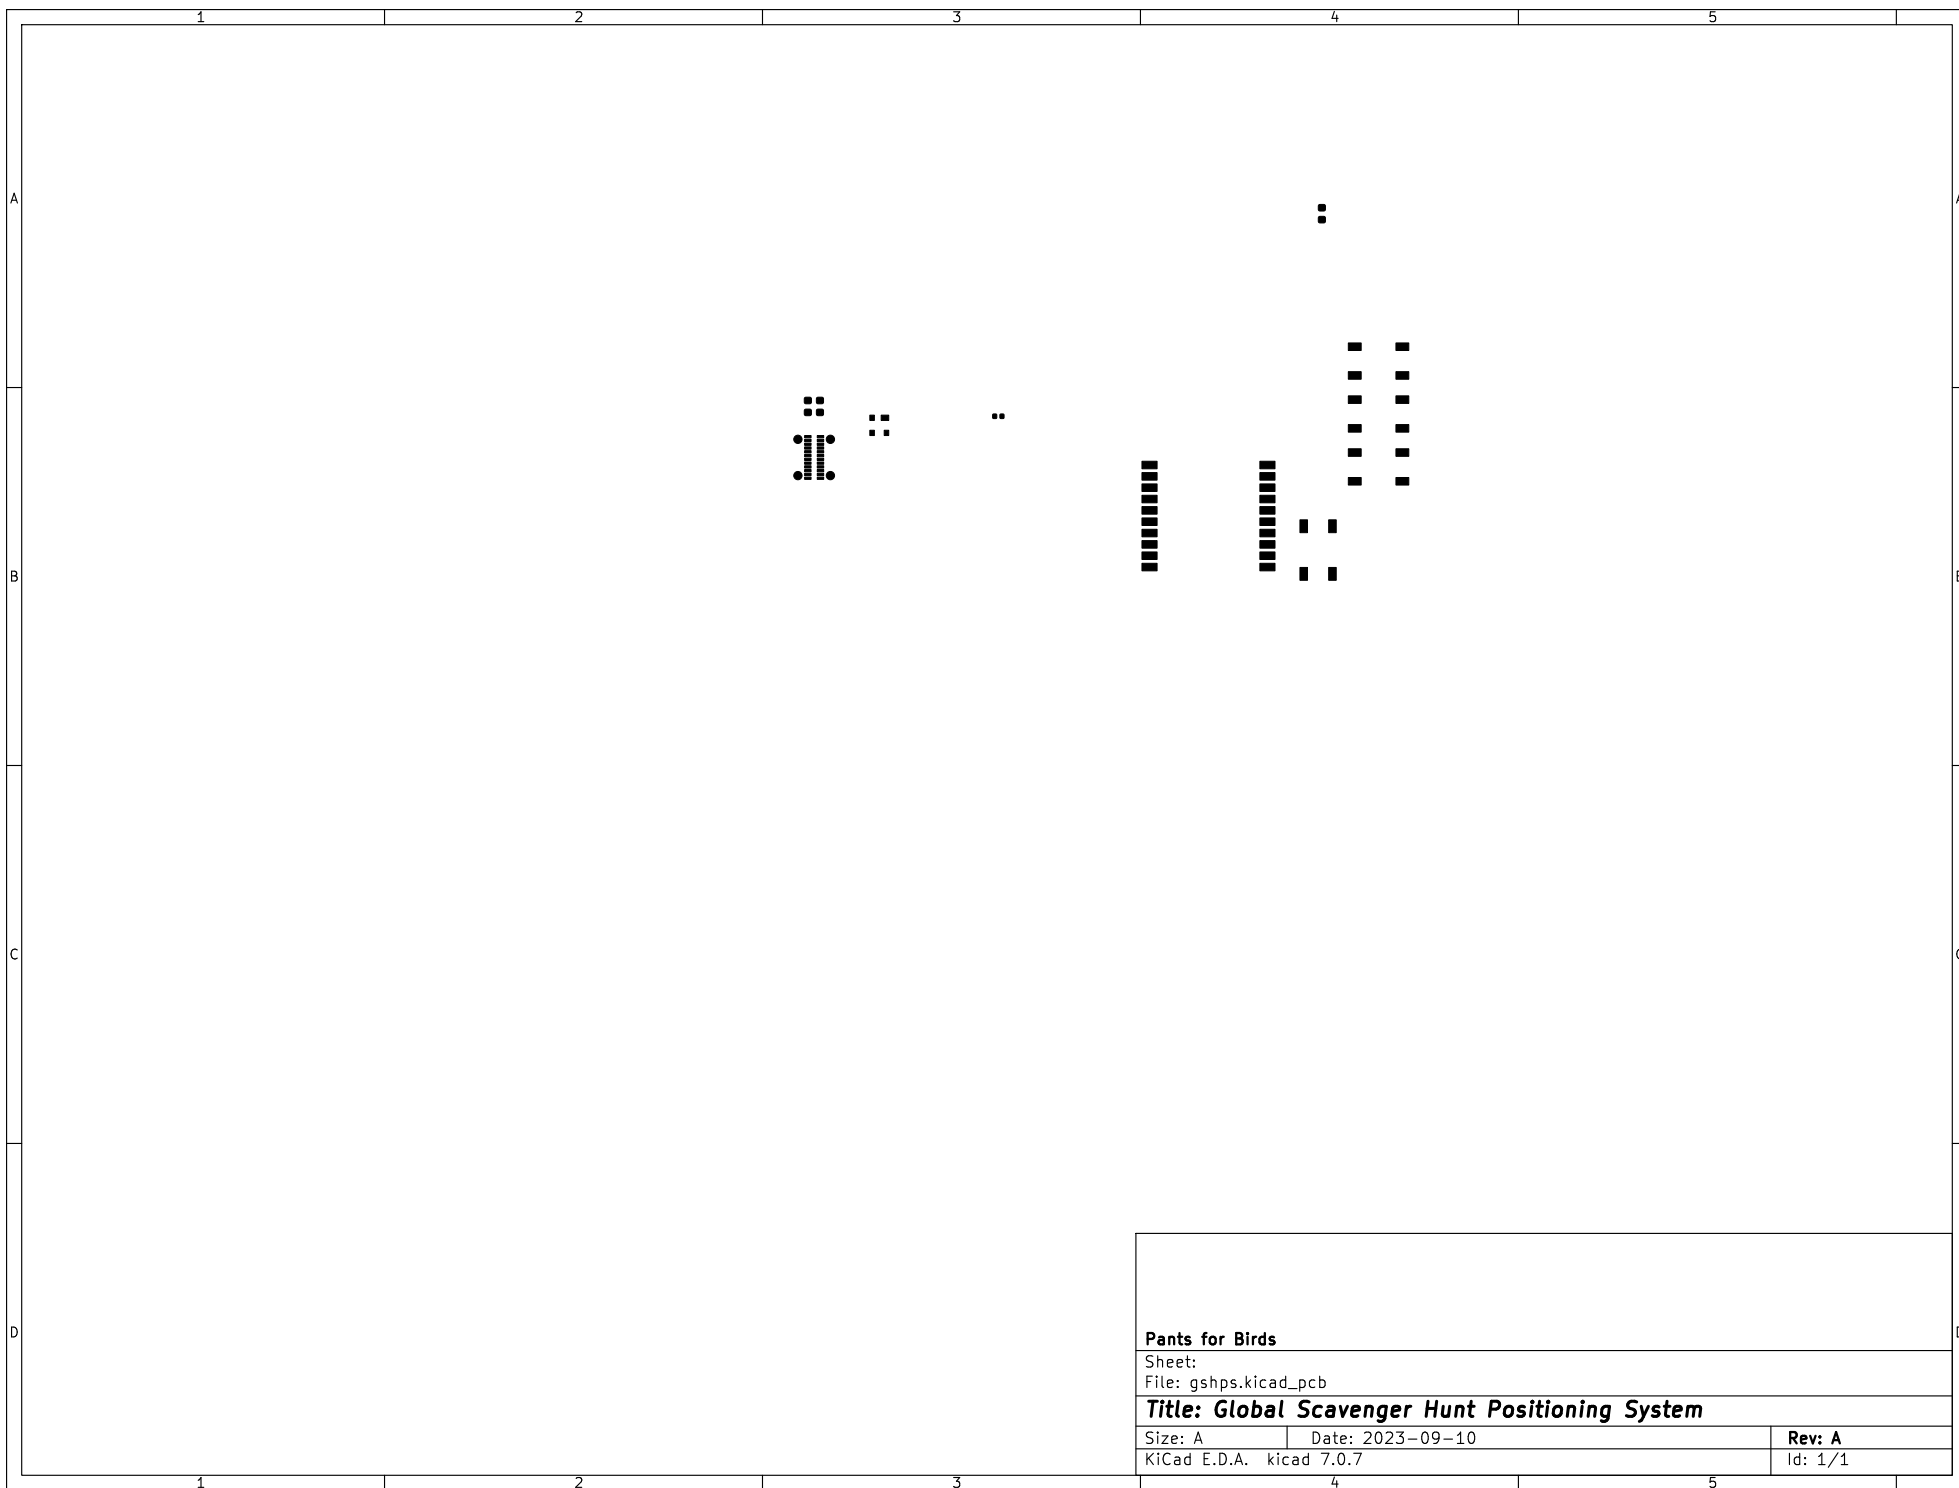 1 2 3 4 5
A A
B B
C C
D D
Pants for Birds
Sheet:
File: gshps.kicad_pcb
Title: Global Scavenger Hunt Positioning System
Size: A Date: 2023-09-10 Rev: A
KiCad E.D.A. kicad 7.0.7 Id: 1/1
1 2 3 4 5